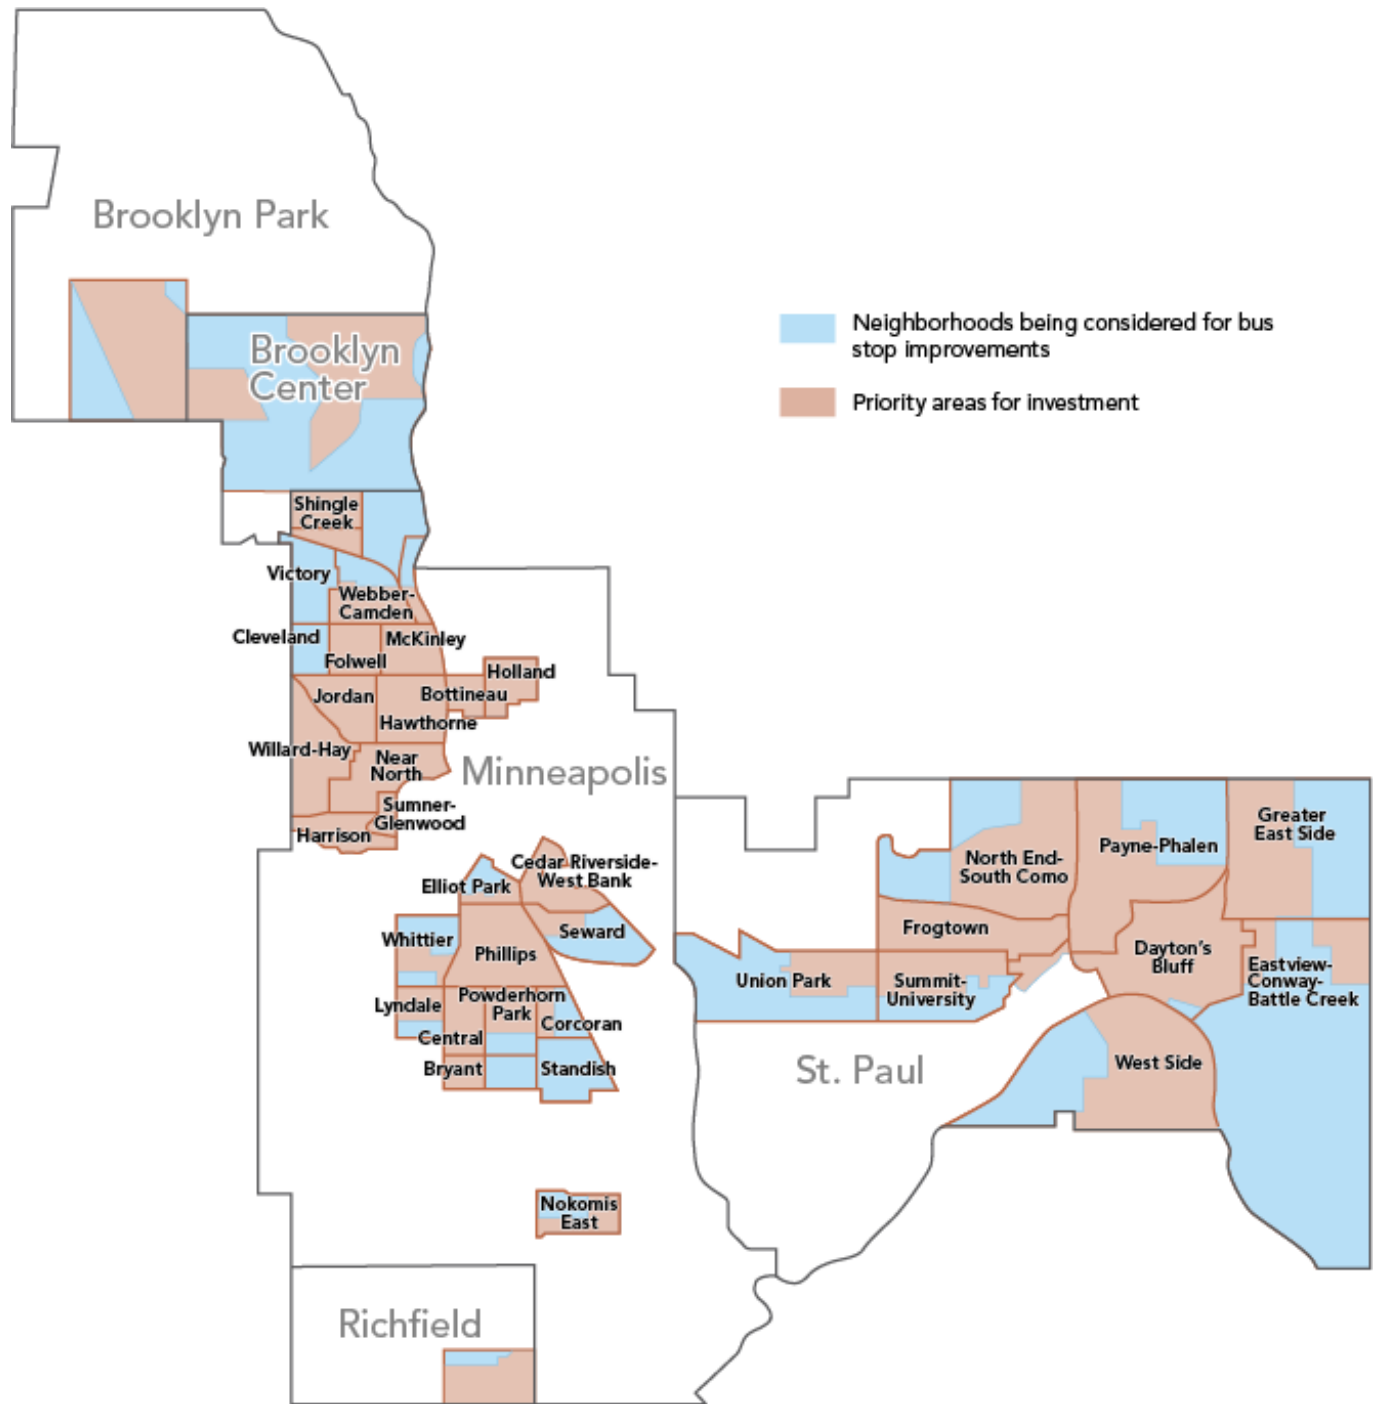 Brooklyn Park
Neighborhoods being considered for bus
stop improvements
Brooklyn
Center
Priority areas for investment
Shingle
Creek
Victory
Webber-
Camden
Cleveland
McKinley
Folwell
Holland
Jordan
Bottineau
Hawthorne
Willard-Hay
Near
North
Minneapolis
Sumner-
Glenwood
Harrison
Greater
East Side
Payne-Phalen
North End-
South Como
Cedar Riverside-
West Bank
Elliot Park
Frogtown
Seward
Whittier
Phillips
Dayton's
Bluff
Eastview-
Conway-
Battle Creek
Union Park
Summit-
University
Lyndale
Powderhorn
Park
Corcoran
Central
Bryant
Standish
St. Paul
West Side
Nokomis
East
Richfield